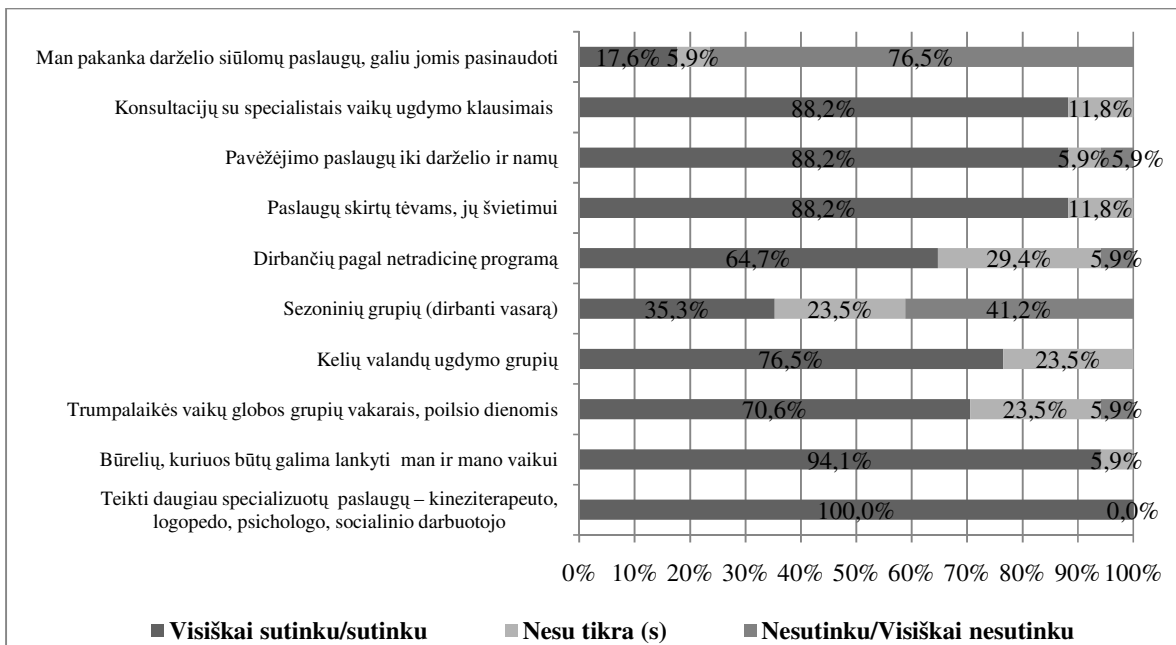 Man pakanka darželio siūlomų paslaugų, galiu jomis pasinaudoti
17,6% 5,9% 76,5%
Konsultacijų su specialistais vaikų ugdymo klausimais
88,2% 11,8%
Pavėžėjimo paslaugų iki darželio ir namų
88,2% 5,9% 5,9%
Paslaugų skirtų tėvams, jų švietimui
88,2% 11,8%
Dirbančių pagal netradicinę programą
64,7% 29,4% 5,9%
Sezoninių grupių (dirbanti vasarą)
35,3% 23,5% 41,2%
Kelių valandų ugdymo grupių
76,5% 23,5%
Trumpalaikės vaikų globos grupių vakarais, poilsio dienomis
70,6% 23,5% 5,9%
Būrelių, kuriuos būtų galima lankyti man ir mano vaikui
94,1% 5,9%
Teikti daugiau specializuotų paslaugų – kineziterapeuto,
logopedo, psichologo, socialinio darbuotojo
100,0% 0,0%
0% 10% 20% 30% 40% 50% 60% 70% 80% 90% 100%
Visiškai sutinku/sutinku Nesu tikra (s) Nesutinku/Visiškai nesutinku